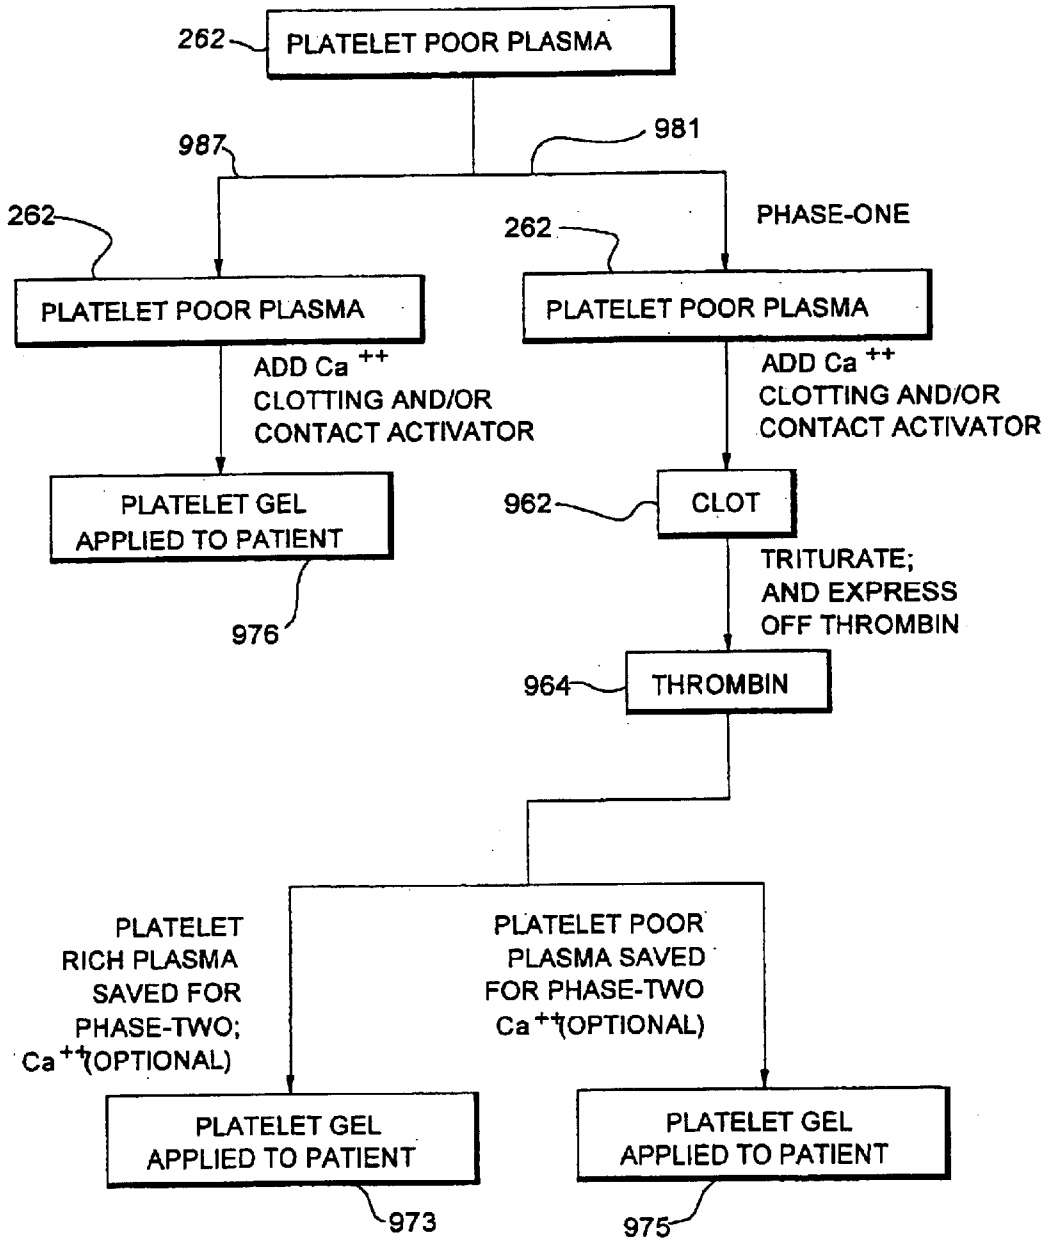 262
PLATELET POOR PLASMA
987
981
262
262
PHASE-ONE
PLATELET POOR PLASMA
PLATELET POOR PLASMA
ADD Ca ++
CLOTTING AND/OR
CONTACT ACTIVATOR
ADD Ca ++
CLOTTING AND/OR
CONTACT ACTIVATOR
PLATELET GEL
APPLIED TO PATIENT
976
962
CLOT
TRITURATE;
AND EXPRESS
OFF THROMBIN
964
THROMBIN
PLATELET
RICH PLASMA
SAVED FOR
PHASE-TWO;
Ca++(OPTIONAL)
PLATELET POOR
PLASMA SAVED
FOR PHASE-TWO
Ca++(OPTIONAL)
PLATELET GEL
APPLIED TO PATIENT
973
PLATELET GEL
APPLIED TO PATIENT
975